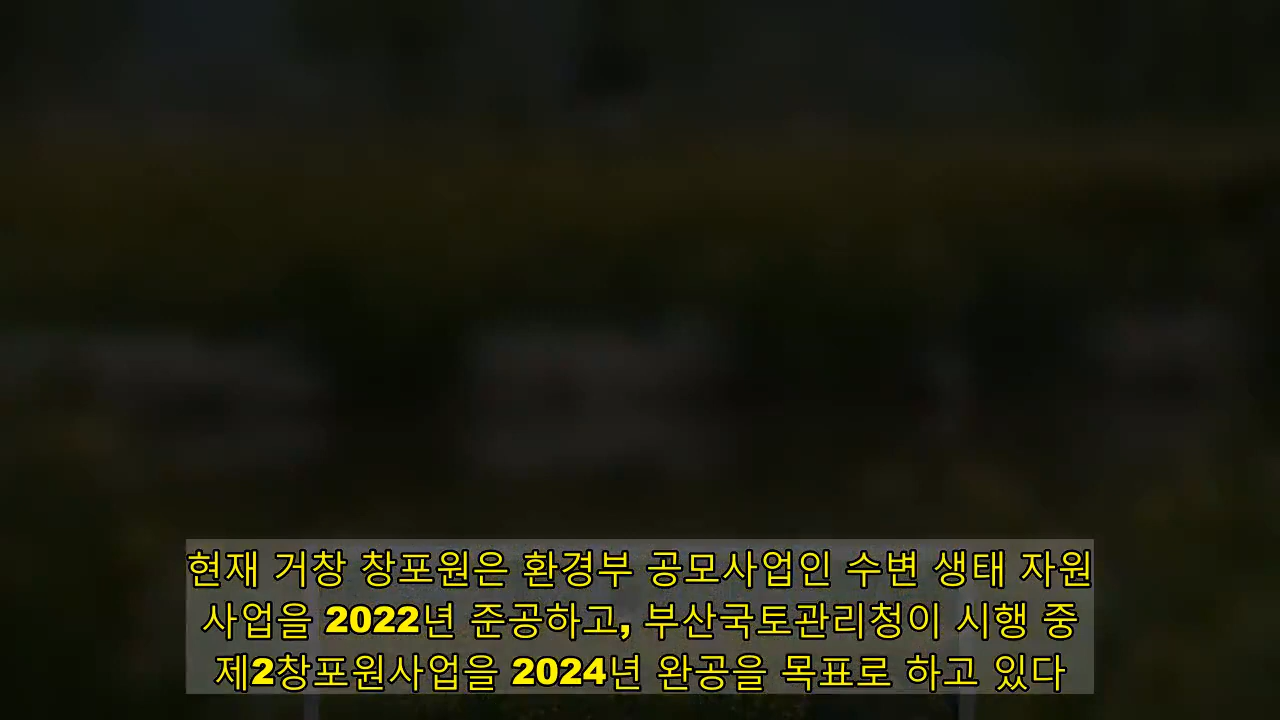 현재 거창 창포원은 환경부 공모사업인 수변 생태 자원
사업을 2022년 준공하고, 부산국토관리청이 시행 중
제2창포원사업을 2024년 완공을 목표로 하고 있다